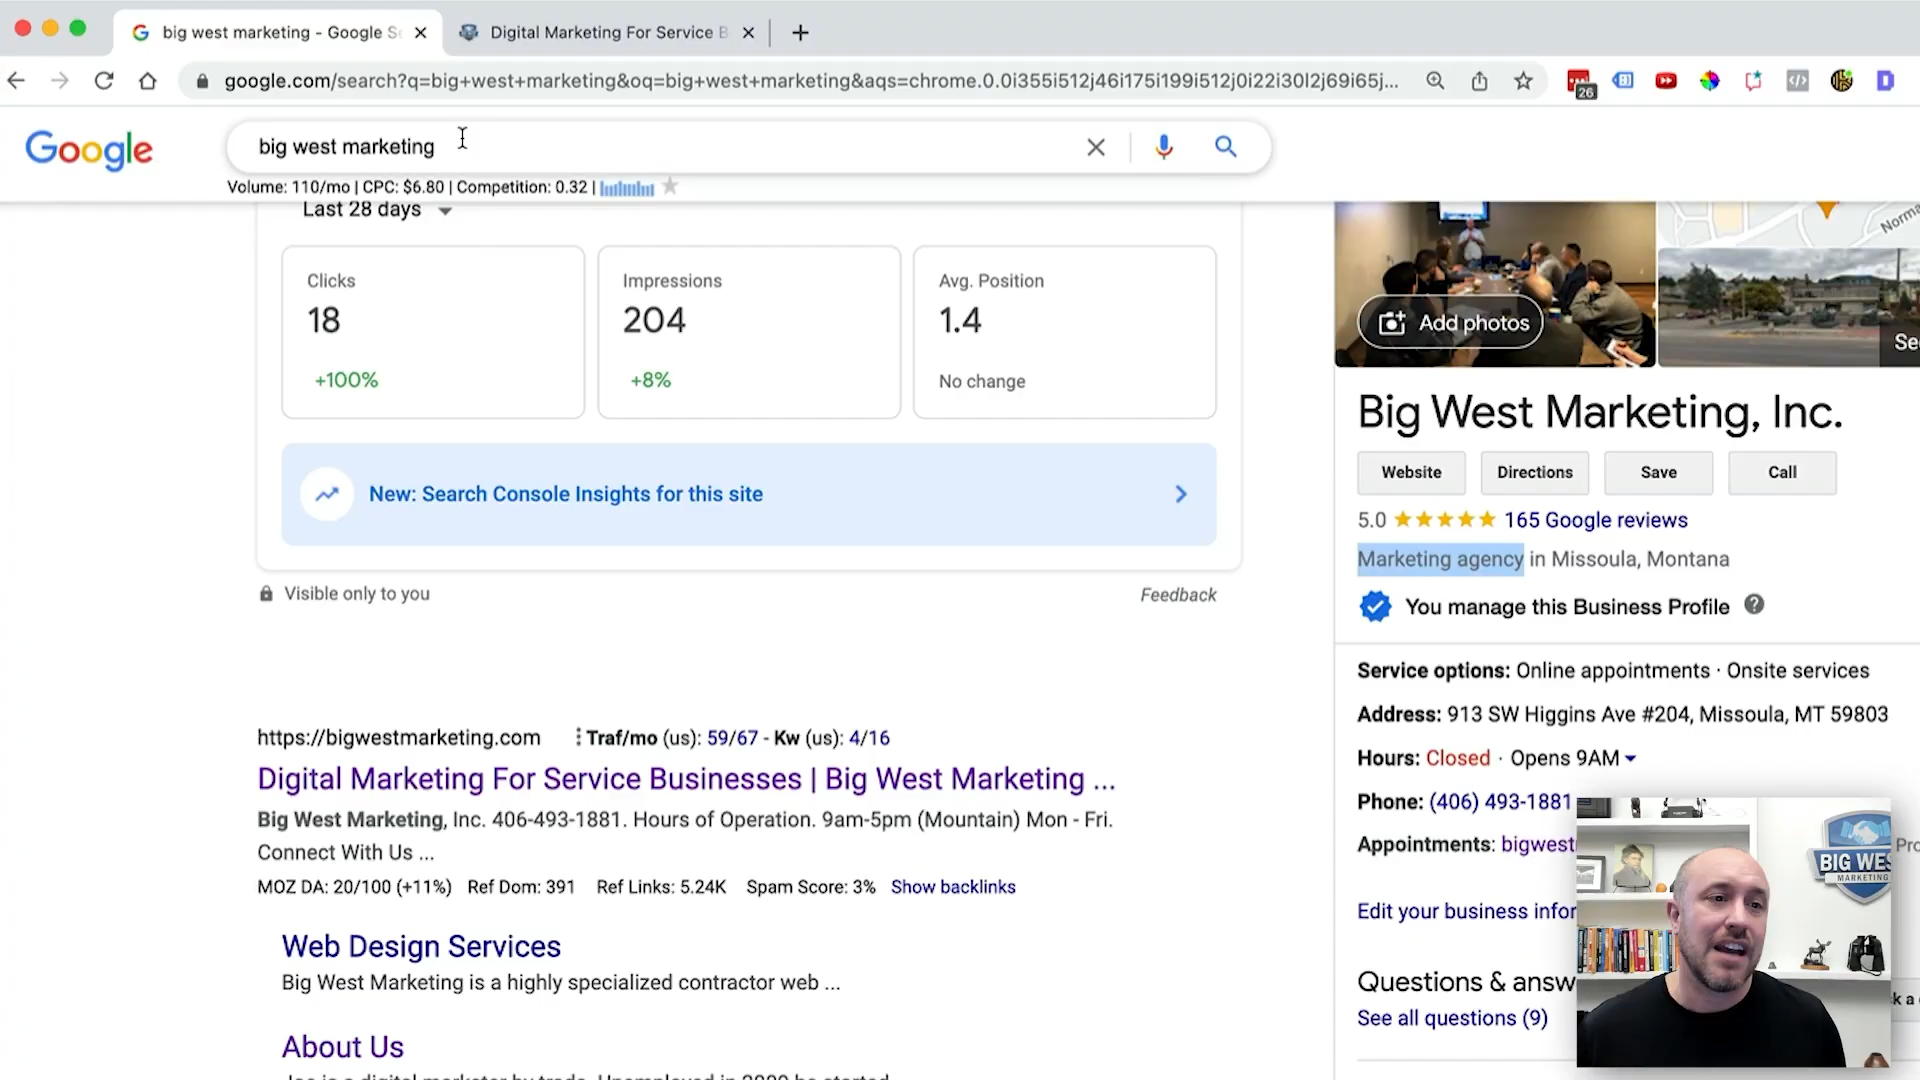 big west marketing - Google Se
Digital Marketing For Service B
google.com/search?q=big+west+marketing&oq=big+west+marketing&aqs=chrome.0.0i355i512j46i175i199i512j0i22i30l2j69i65j...
26
Google
big west marketing
Volume: 110/mo | CPC: $6.80 | Competition: 0.32 |
Last 28 days
Clicks
18
+100%
Impressions
204
+8%
Avg. Position
1.4
No change
New: Search Console Insights for this site
Visible only to you
Feedback
https://bigwestmarketing.com
Traf/mo (us): 59/67 - Kw (us): 4/16
Digital Marketing For Service Businesses | Big West Marketing ...
Big West Marketing, Inc. 406-493-1881. Hours of Operation. 9am-5pm (Mountain) Mon - Fri.
Connect With Us ...
MOZ DA: 20/100 (+11%) Ref Dom: 391 Ref Links: 5.24K Spam Score: 3% Show backlinks
Web Design Services
Big West Marketing is a highly specialized contractor web ...
About Us
Add photos
Norma
See
Big West Marketing, Inc.
Website
Directions
Save
Call
5.0
165 Google reviews
Marketing agency in Missoula, Montana
You manage this Business Profile
Service options: Online appointments · Onsite services
Address: 913 SW Higgins Ave #204, Missoula, MT 59803
Hours: Closed · Opens 9AM
Phone: (406) 493-1881
Appointments: bigwest
Edit your business infor
Questions & answ
See all questions (9)
BIG WES
MARKETING
Pro
k a